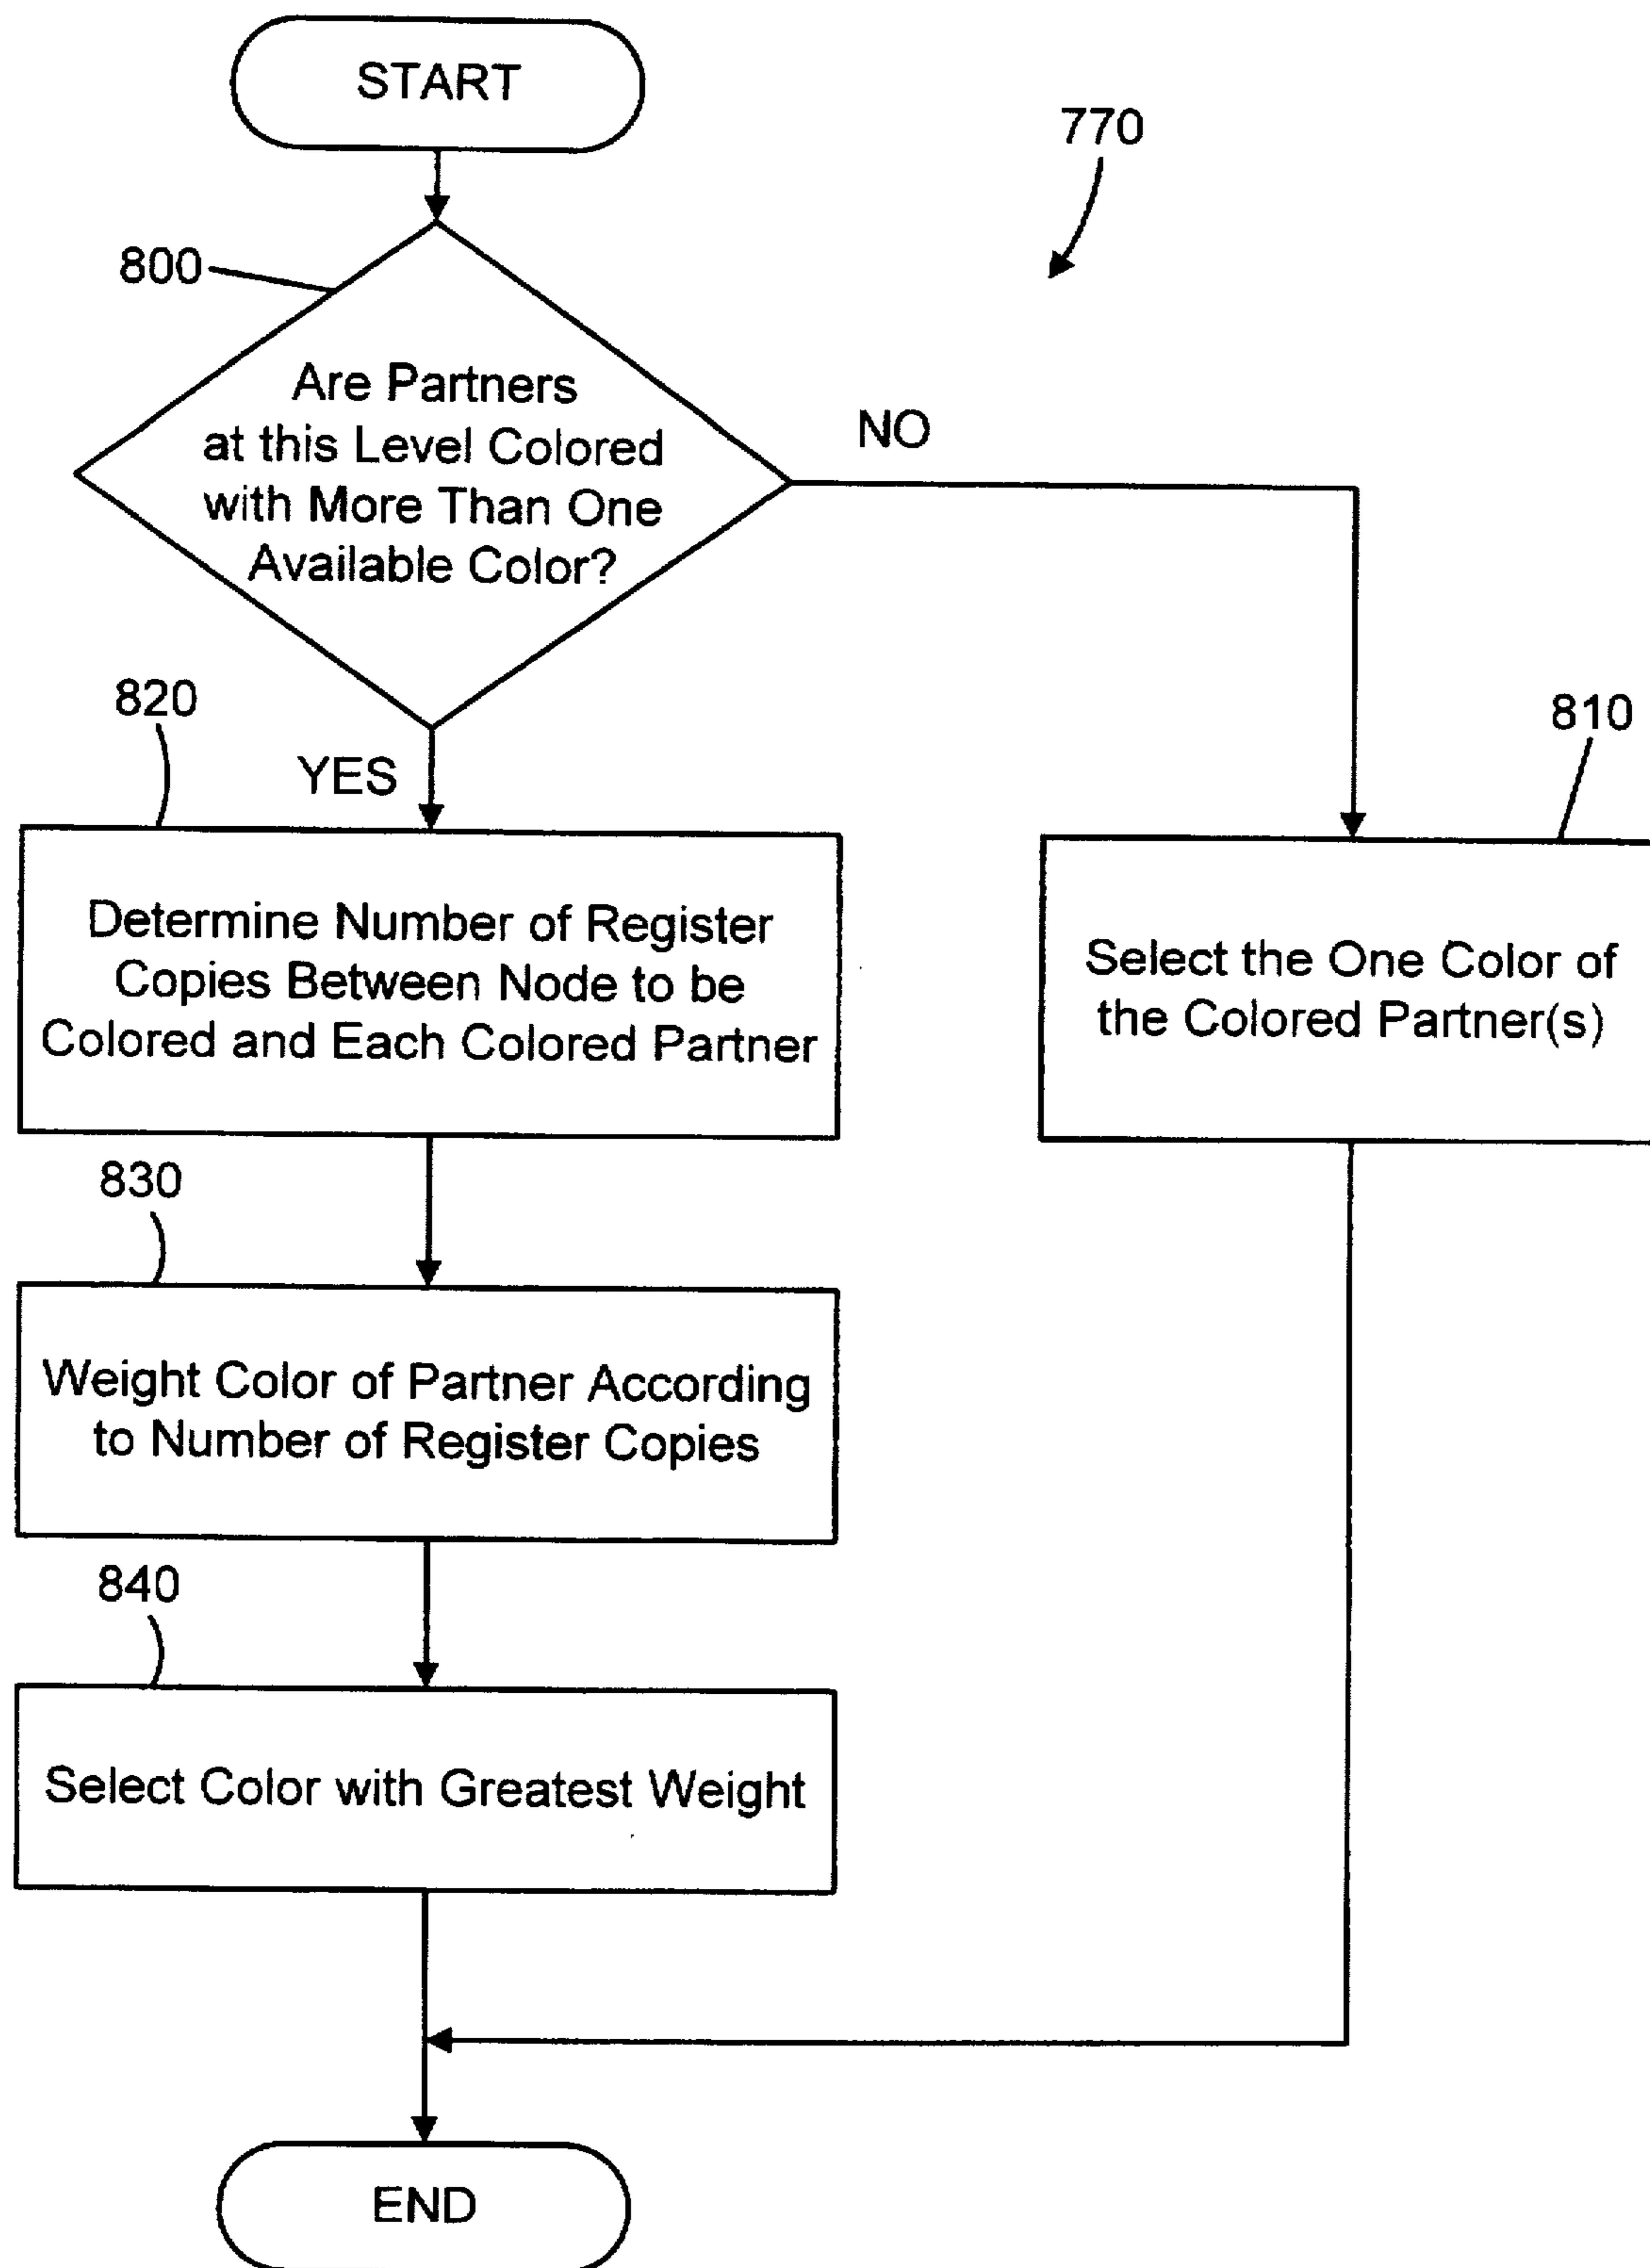 START
770
800
Are Partners
at this Level Colored
with More Than One
Available Color?
NO
YES
820
Determine Number of Register
Copies Between Node to be
Colored and Each Colored Partner
810
Select the One Color of
the Colored Partner(s)
830
Weight Color of Partner According
to Number of Register Copies
840
Select Color with Greatest Weight
END